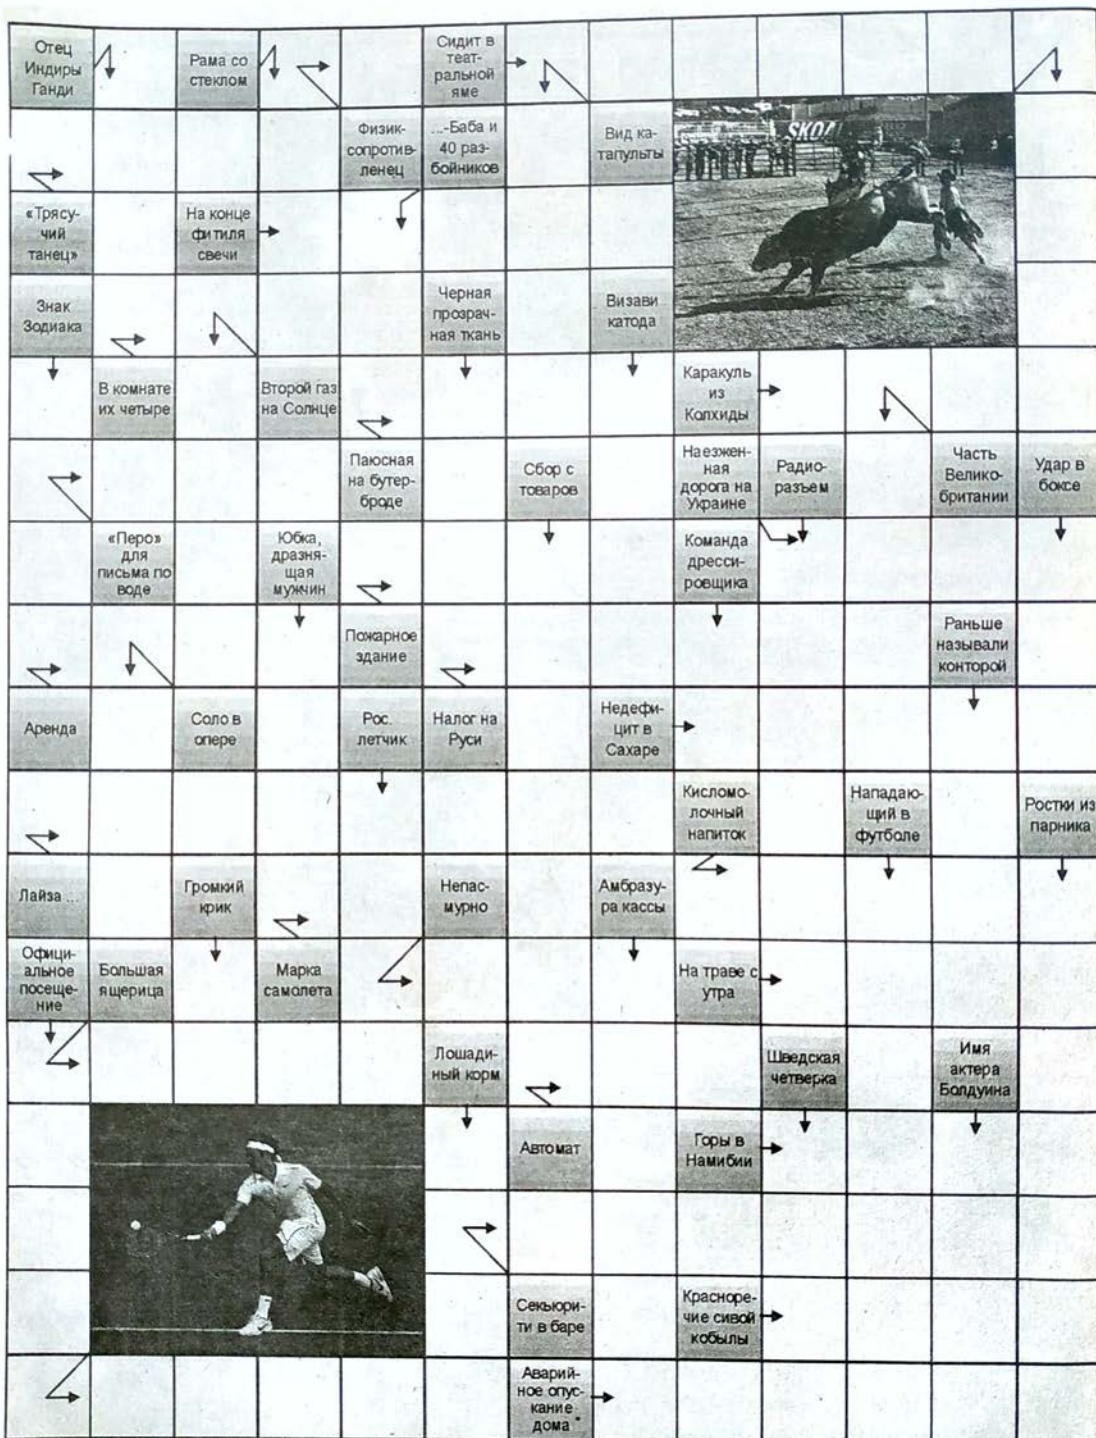 Отец
Индиры
Ганди
Рама со
стеклом
Сидит в
теат-
ральной
яме
Физик-
сопротив-
ленец
...-Баба и
40 раз-
бойников
Вид ка-
тапульты
SKOAL
«Трясу-
чий
танец»
На конце
фитиля
свечи
Знак
Зодиака
Черная
прозрач-
ная ткань
Визави
катода
В комнате
их четыре
Второй газ
на Солнце
Каракуль
из
Колхиды
Паюсная
на бутер-
броде
Сбор с
товаров
Наезжен-
ная
дорога на
Украине
Радио-
разъем
Часть
Велико-
британии
Удар в
боксе
«Перо»
для
письма по
воде
Юбка,
дразня-
щая
мужчин
Команда
дресси-
ровщика
Пожарное
здание
Раньше
называли
конторой
Аренда
Соло в
опере
Рос.
летчик
Налог на
Руси
Недефи-
цит в
Сахаре
Кисломо-
лочный
напиток
Нападаю-
щий в
футболе
Ростки из
парника
Лайза ...
Громкий
крик
Непас-
мурно
Амбразу-
ра кассы
Офици-
альное
посеще-
ние
Большая
ящерица
Марка
самолета
На траве с
утра
Лошади-
ный корм
Шведская
четверка
Имя
актера
Болдуина
Автомат
Горы в
Намибии
Секьюри-
ти в баре
Красноре-
чие сивой
кобылы
Аварий-
ное опус-
кание
дома